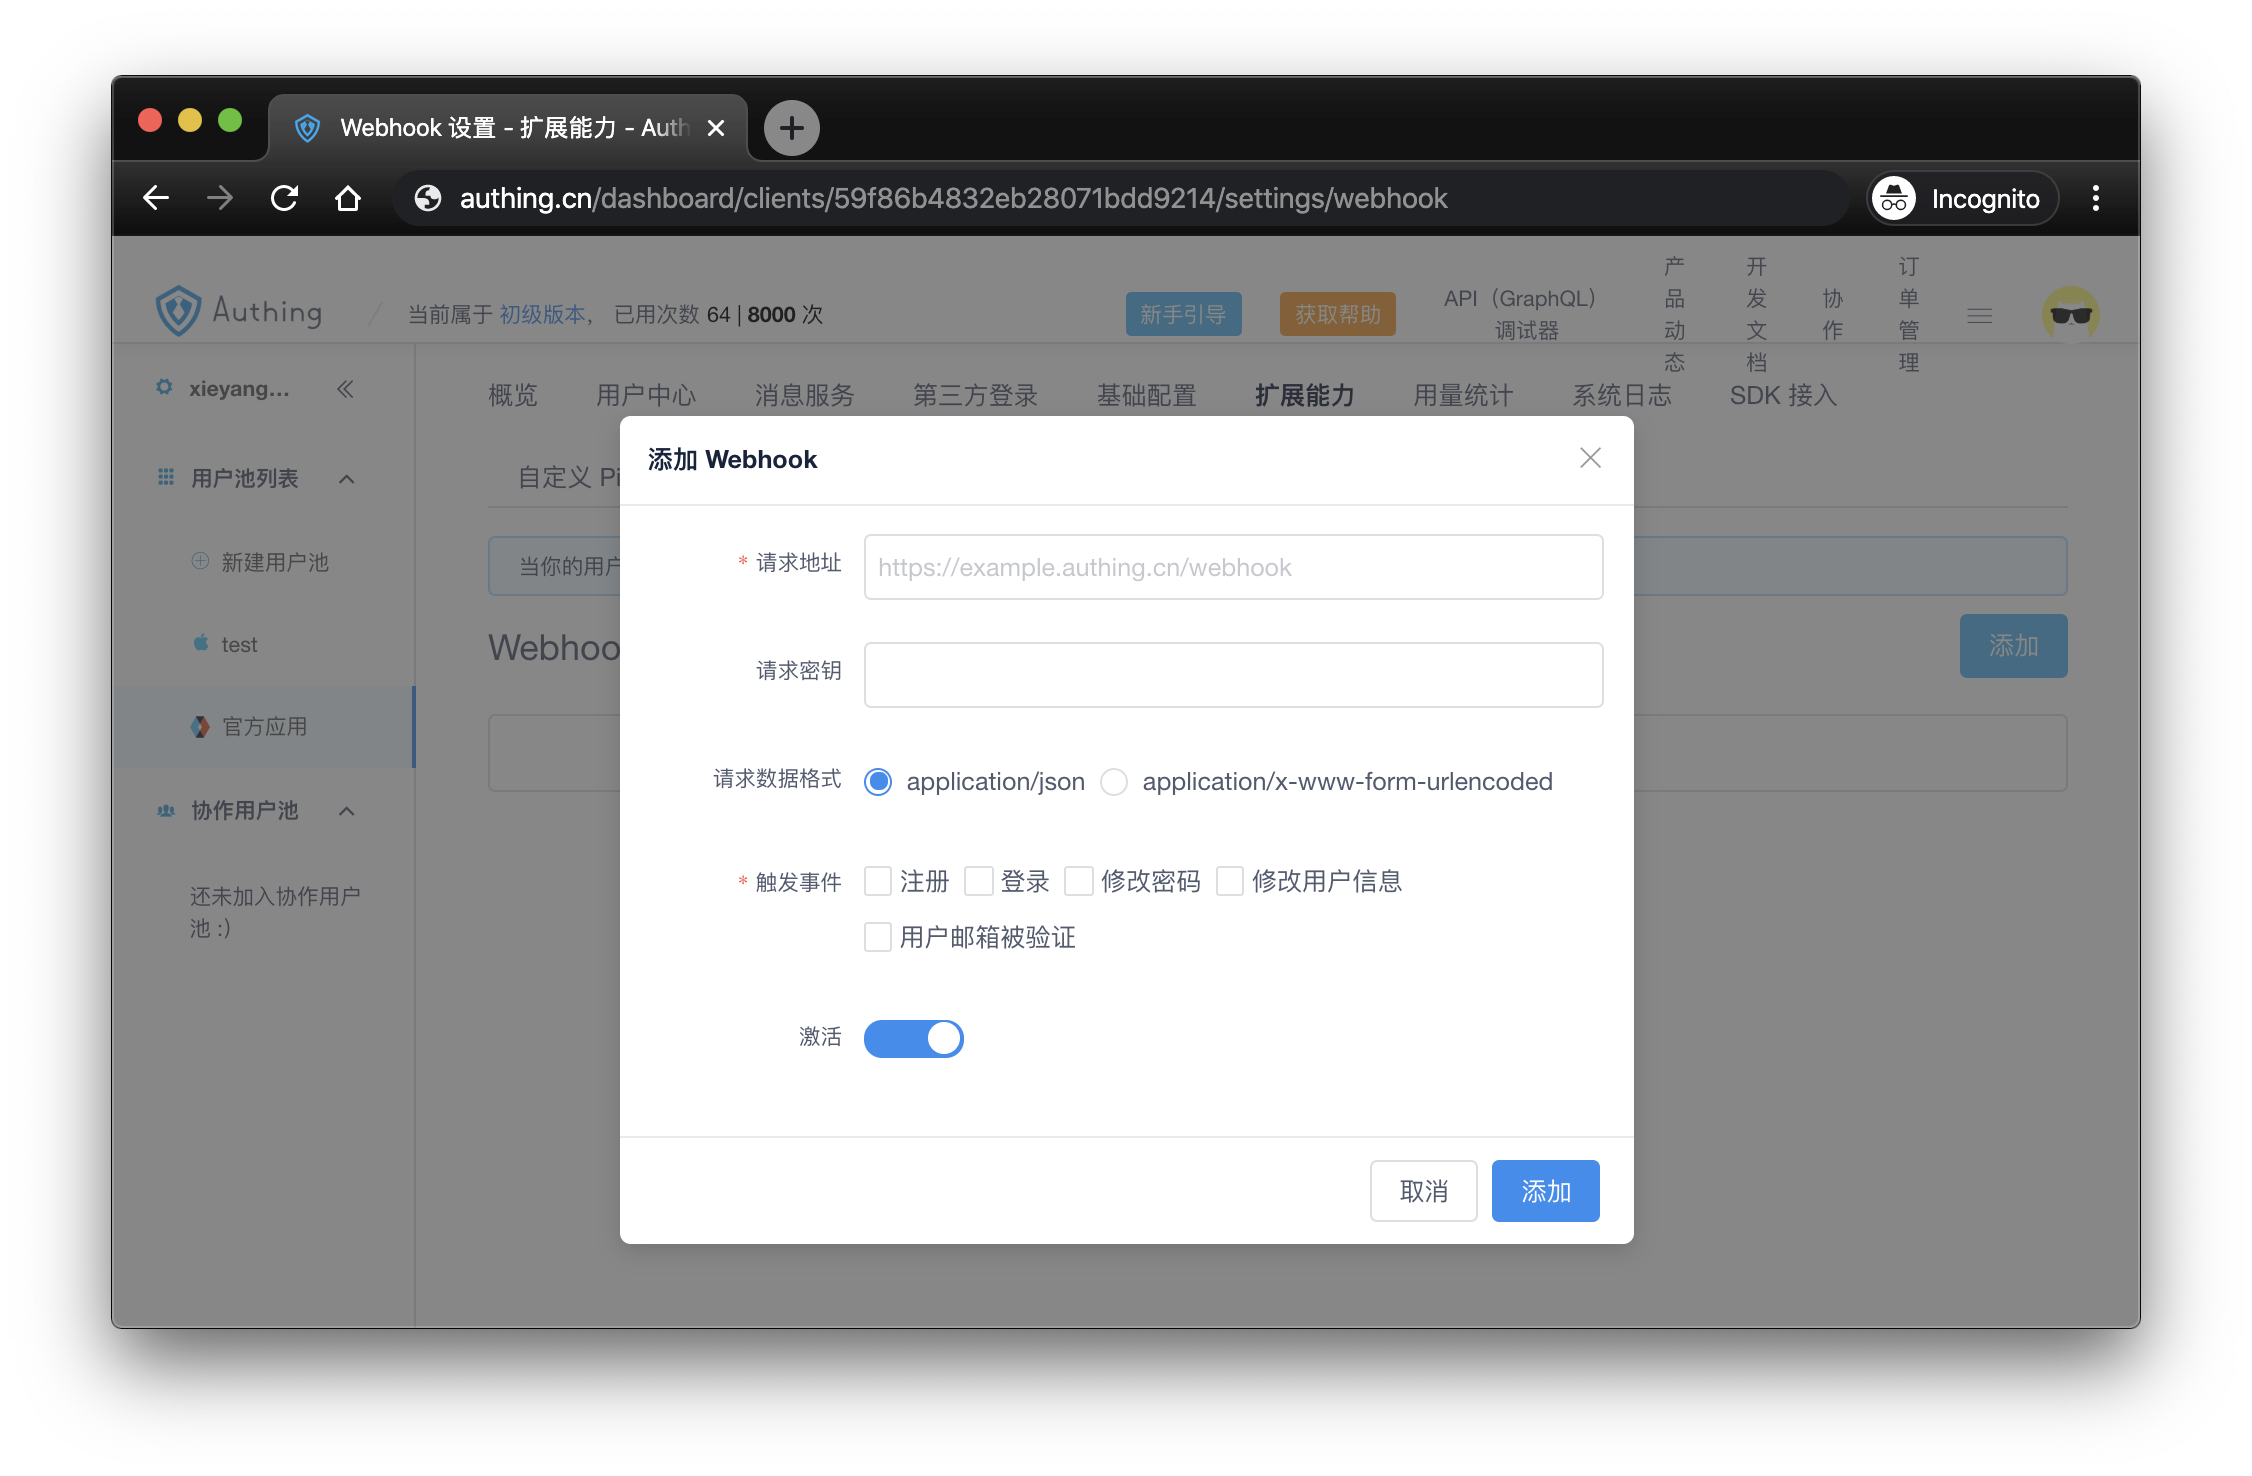 Webhook 设置 - 扩展能力 - Auth
authing.cn/dashboard/clients/59f86b4832eb28071bdd9214/settings/webhook
Incognito
Authing
/
当前属于 初级版本， 已用次数 64 | 8000 次
新手引导
获取帮助
API（GraphQL）
调试器
产品动态
开发文档
协作
订单管理
xieyang...
概览 用户中心 消息服务 第三方登录 基础配置 扩展能力 用量统计 系统日志 SDK 接入
用户池列表
新建用户池
test
官方应用
协作用户池
还未加入协作用户
池 :)
自定义 Pi
当你的用户
Webhoo
添加
添加 Webhook
* 请求地址
https://example.authing.cn/webhook
请求密钥
请求数据格式 application/json application/x-www-form-urlencoded
* 触发事件 注册 登录 修改密码 修改用户信息
用户邮箱被验证
激活
取消 添加